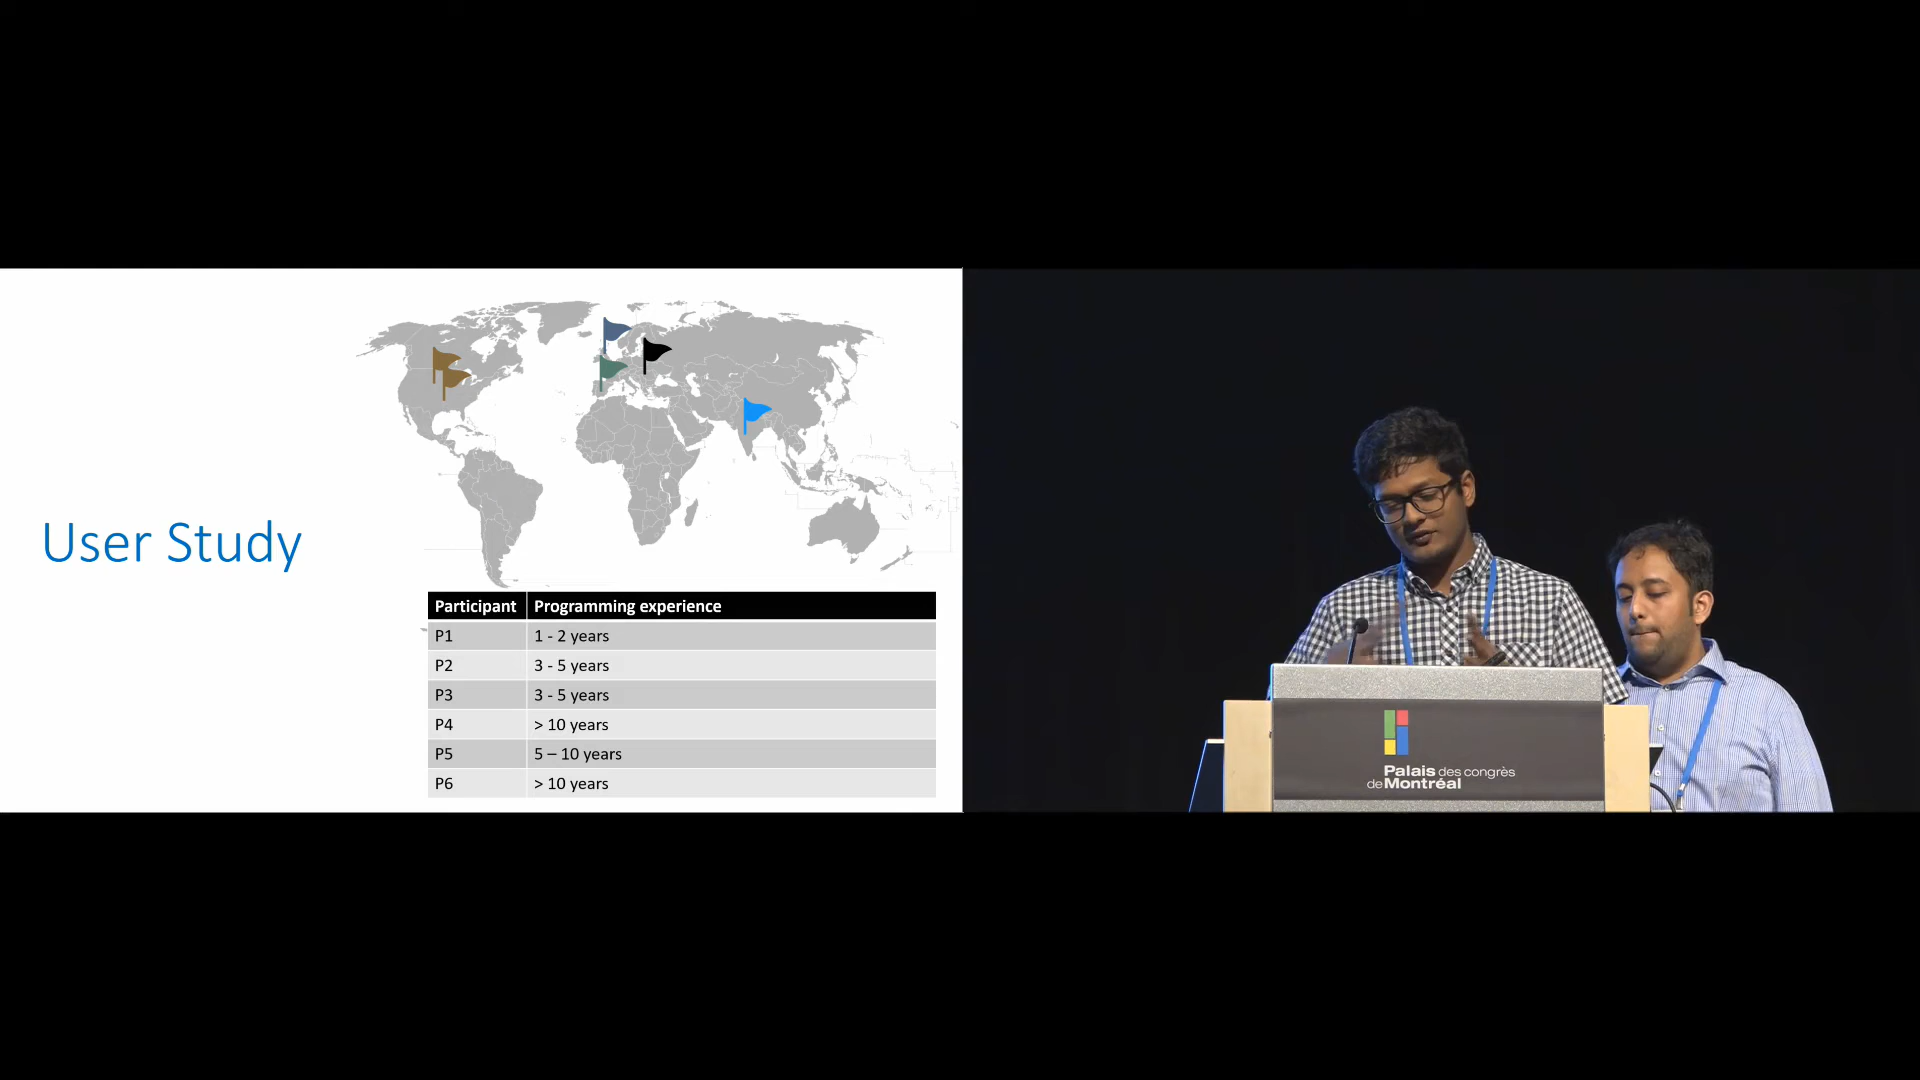 User Study
Participant Programming experience
P1 1 - 2 years
P2 3 - 5 years
P3 3 - 5 years
P4 > 10 years
P5 5 – 10 years
P6 > 10 years
Palais des congrès
de Montréal